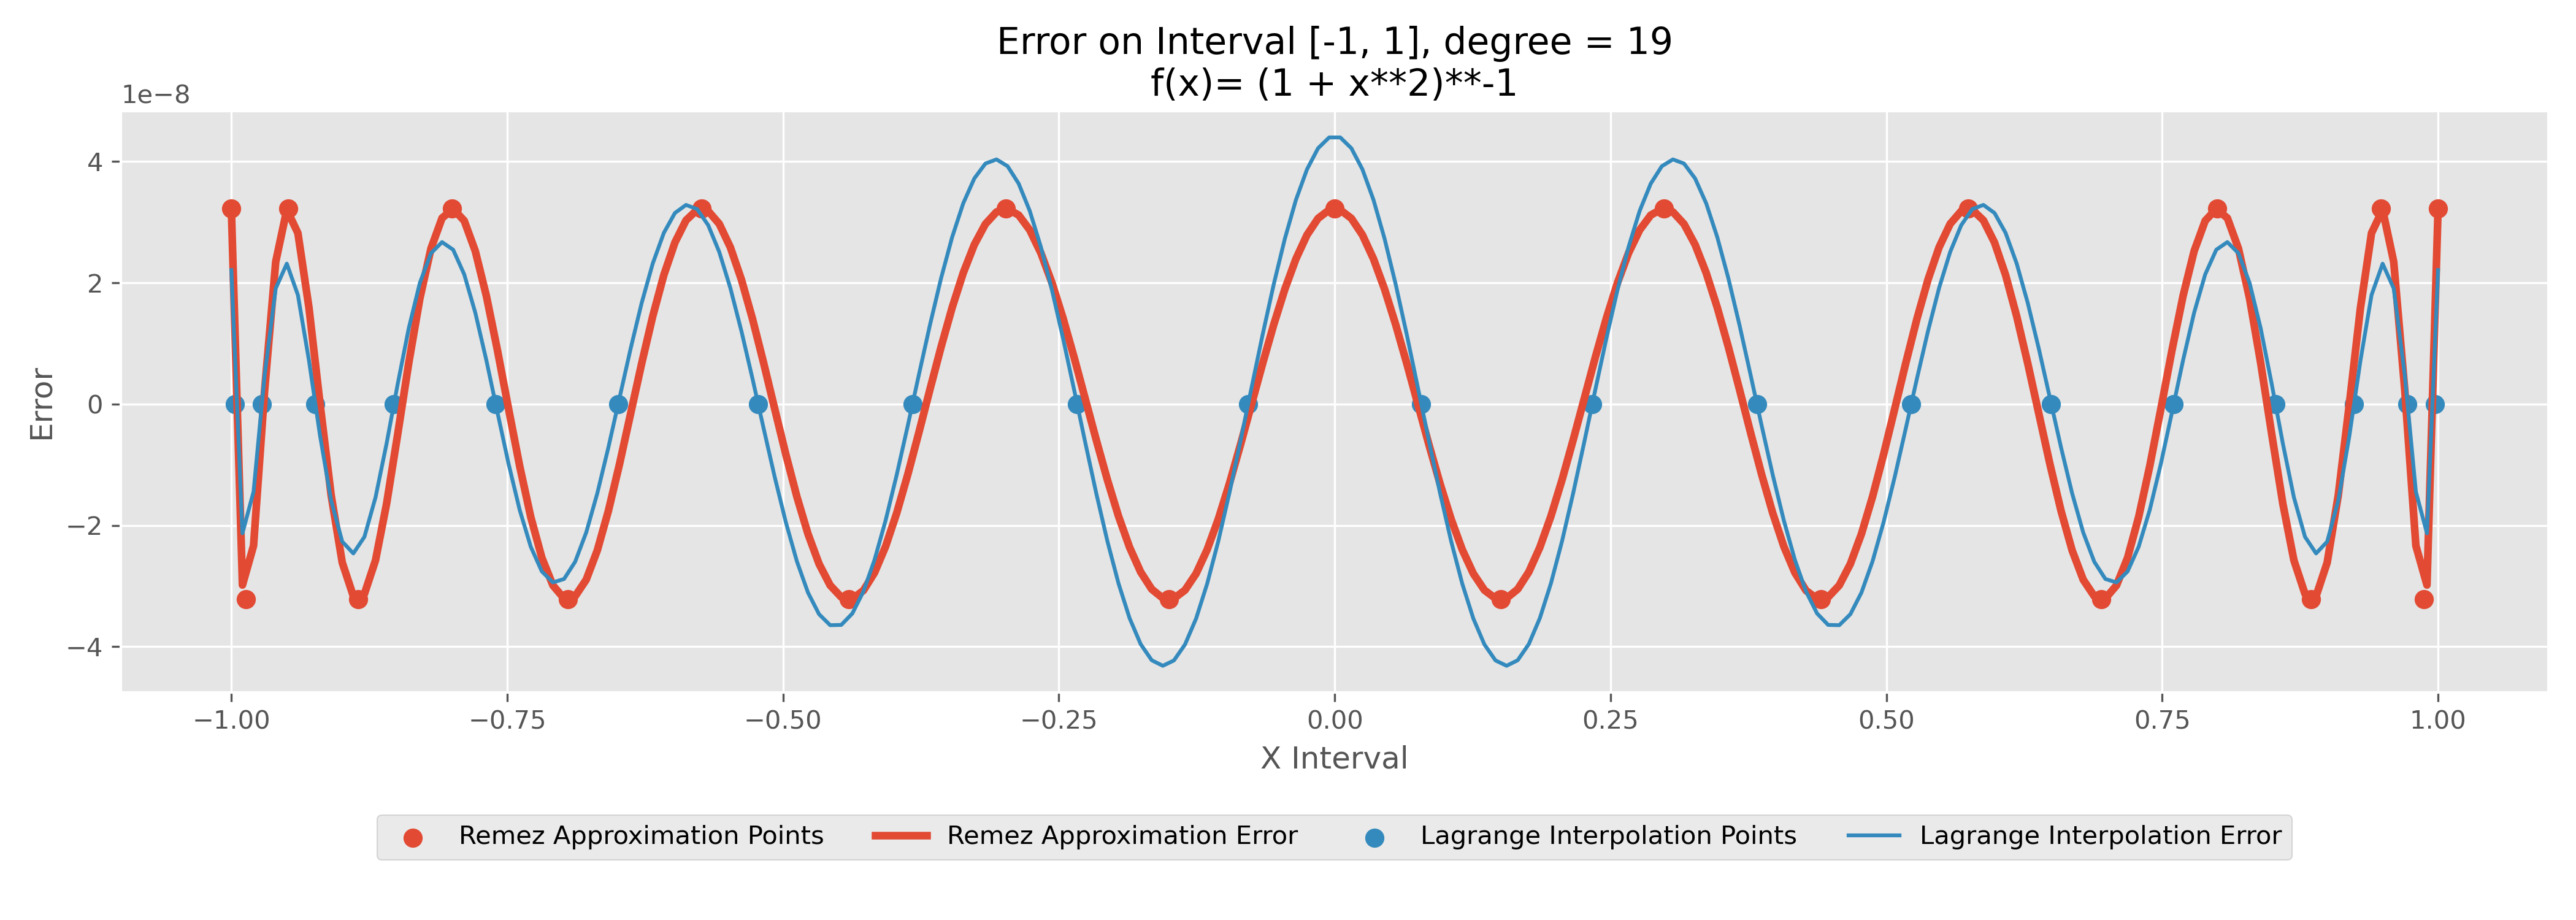 Error on Interval [-1, 1], degree = 19
f(x)= (1 + x**2)**-1
1e−8
4
2
0
−2
−4
Error
−1.00 −0.75 −0.50 −0.25 0.00 0.25 0.50 0.75 1.00
X Interval
Remez Approximation Points Remez Approximation Error Lagrange Interpolation Points Lagrange Interpolation Error